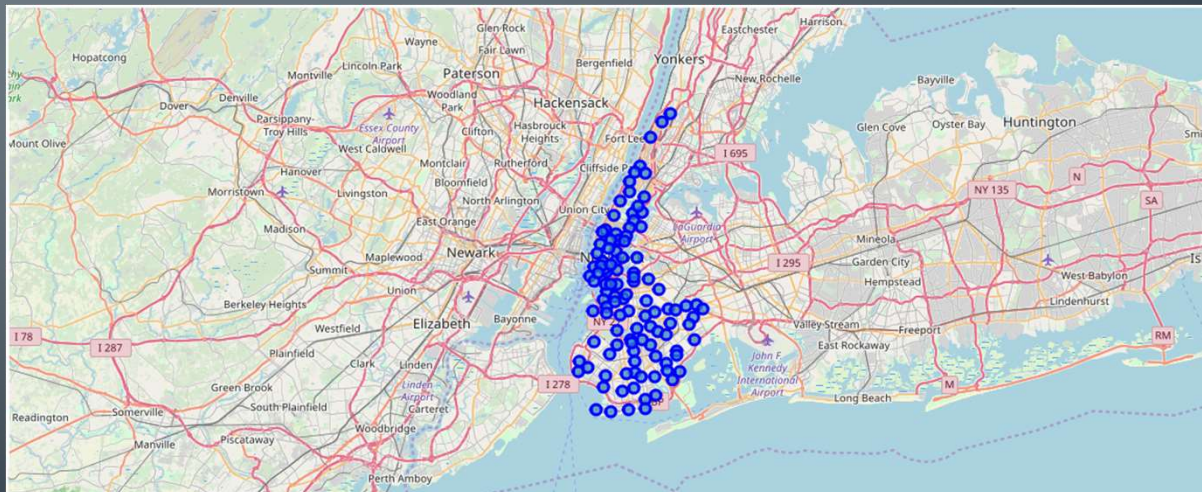 Harrison.
Glen Rock
Eastchester
Hopatcong
Wayne
Fair Lawn
Lincoln Park
Bergenfield
Yonkers
Montville
Paterson
New Rochelle
Bayville
Denville
Woodland
Park
Dover
Hackensack
Parsippany-
Troy Hills
Essex County
Airport
Clifton
Hasbrouck
Heights
Fort Lee
Glen Cove
Oyster Bay
Huntington
Mount Olive
West Caldwell
I 695
Montclair
Rutherford
Cliffside P
Hanover
Bloomfield
N
Morristown
Livingston
North Arlington
NY 135
SA
East Orange
Union City
LaGuardia
Airport
Madison
Mineola
Newark
Maplewood
N
I 295
Garden City
Summit
Hempstead
West Babylon
Is
Union
Berkeley Heights
Lindenhurst
Elizabeth
Bayonne
NY 2
Valley Stream
Freeport
I 78
I 287
Westfield
East Rockaway
RM
Plainfield
Clark
Linden
John F.
Kennedy
International
Airport
Green Brook
Linden
Airport
I 278
M
Long Beach
Somerville
South Plainfield
Carteret
Readington
Woodbridge
Piscataway
Manville
Perth Amboy